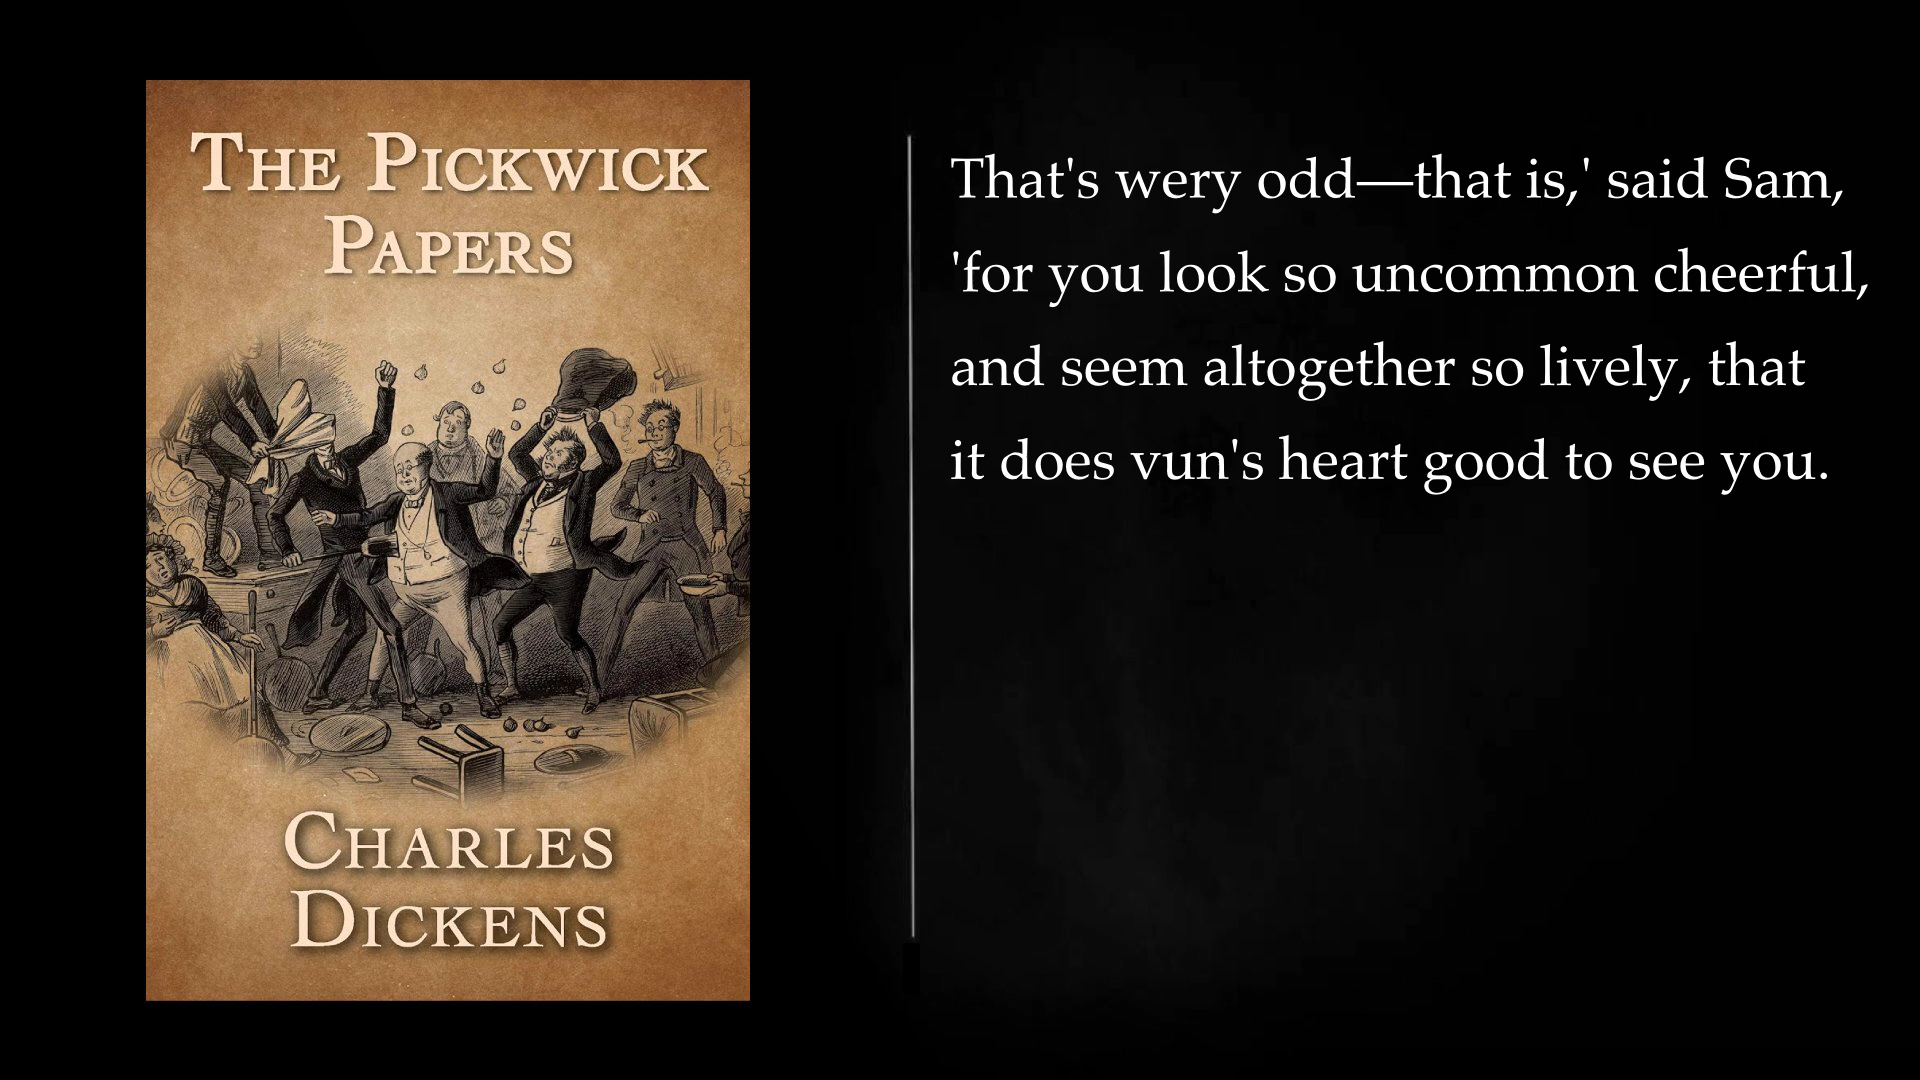 THE PICKWICK
PAPERS
CHARLES
DICKENS
That's wery odd—that is,' said Sam,
'for you look so uncommon cheerful,
and seem altogether so lively, that
it does vun's heart good to see you.